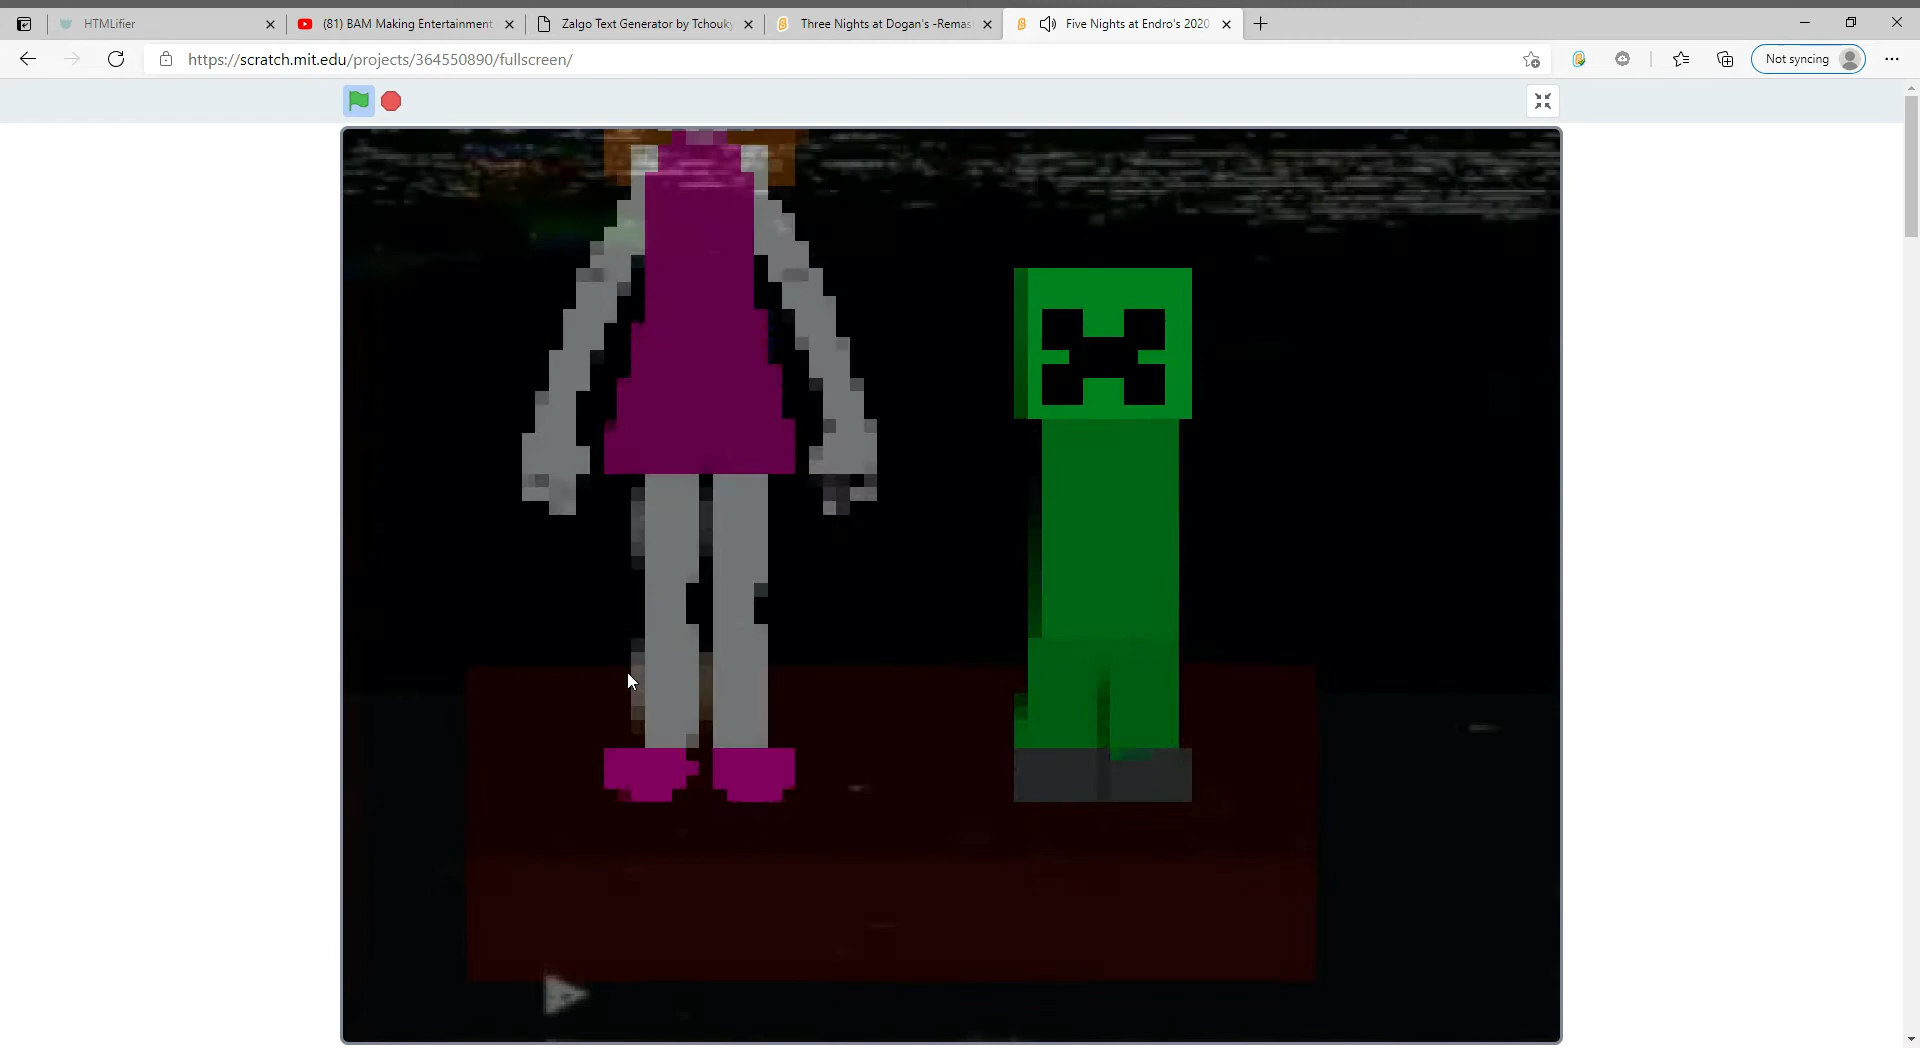 HTMLifier
(81) BAM Making Entertainment
Zalgo Text Generator by Tchouky
Three Nights at Dogan's -Remas
Five Nights at Endro's 2020
https://scratch.mit.edu/projects/364550890/fullscreen/
Not syncing